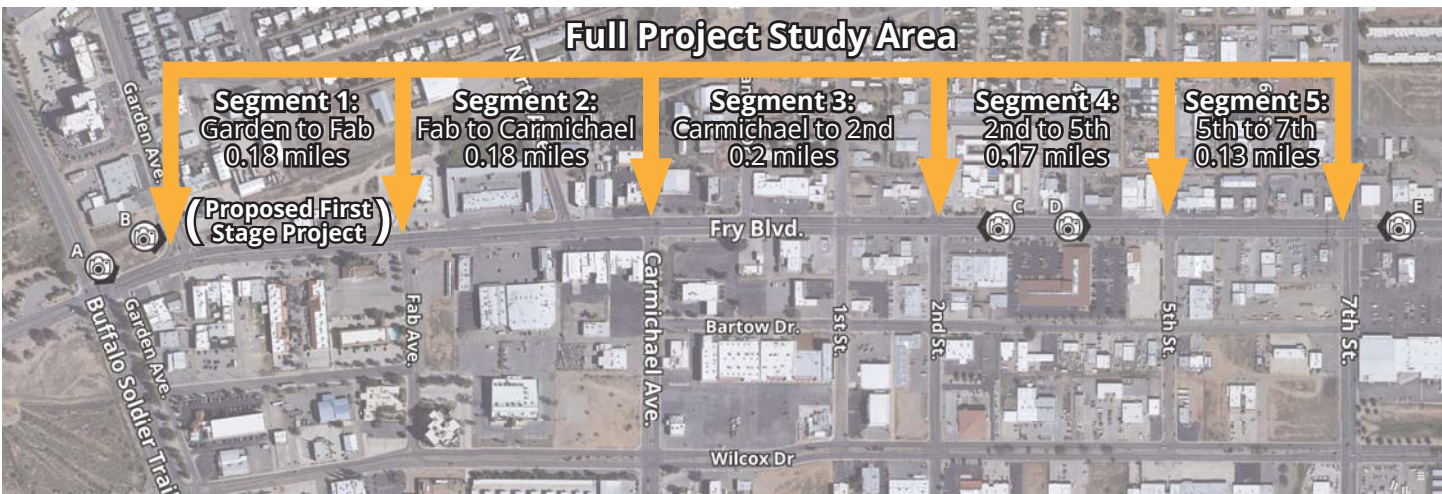 Full Project Study Area
Segment 1:
Garden to Fab
0.18 miles
(Proposed First
Stage Project)
Segment 2:
Fab to Carmichael
0.18 miles
Segment 3:
Carmichael to 2nd
0.2 miles
Segment 4:
2nd to 5th
0.17 miles
Segment 5:
5th to 7th
0.13 miles
Garden Ave.
A
B
C
D
E
Fry Blvd.
Buffalo Soldier Trail
Garden Ave.
Fab Ave.
Carmichael Ave.
Bartow Dr.
1st St.
2nd St.
5th St.
7th St.
Wilcox Dr